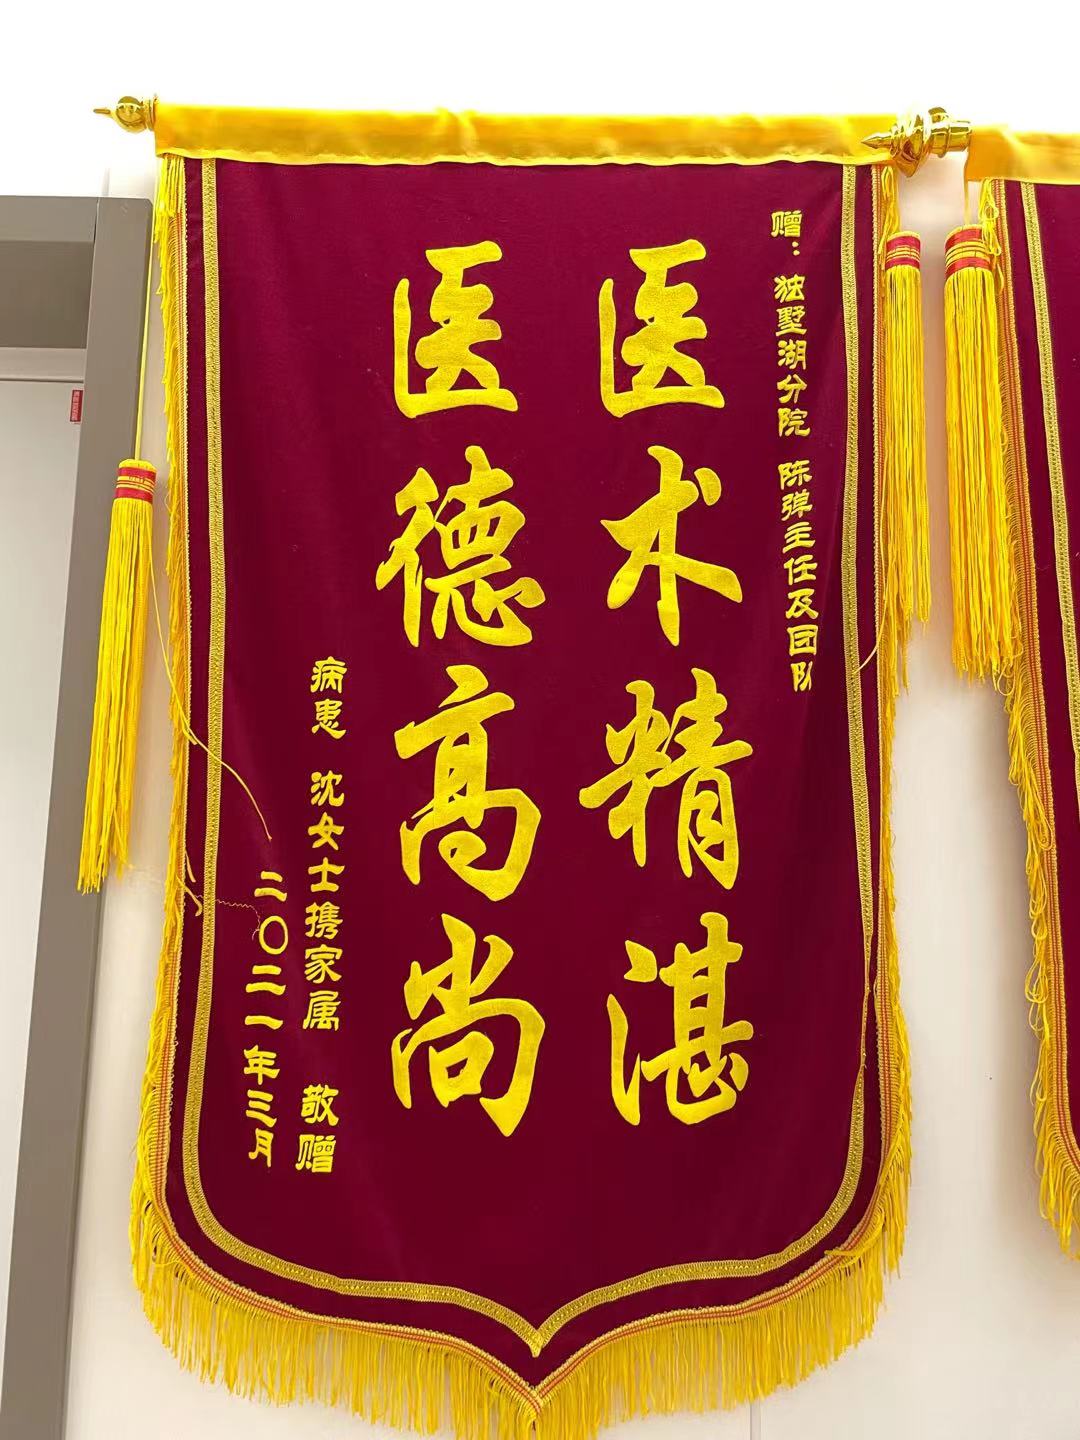 赠：独墅湖分院 陈弹主任及团队
医术精湛
医德高尚
病患 沈女士携家属 敬赠
二〇二一年三月